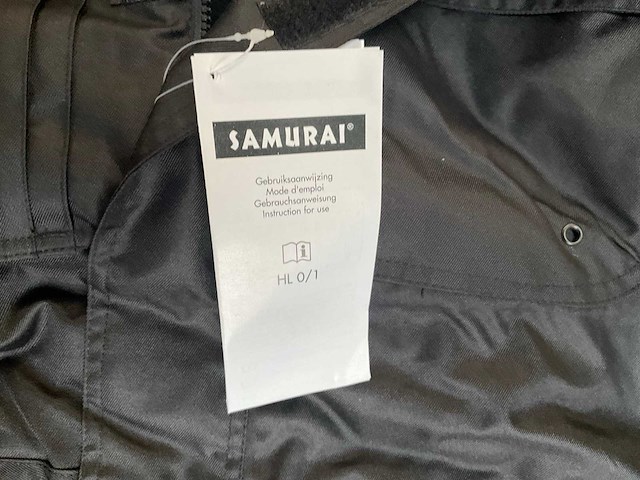 SAMURAI®
Gebruiksaanwijzing
Mode d'emploi
Gebrauchsanweisung
Instruction for use
HL 0/1